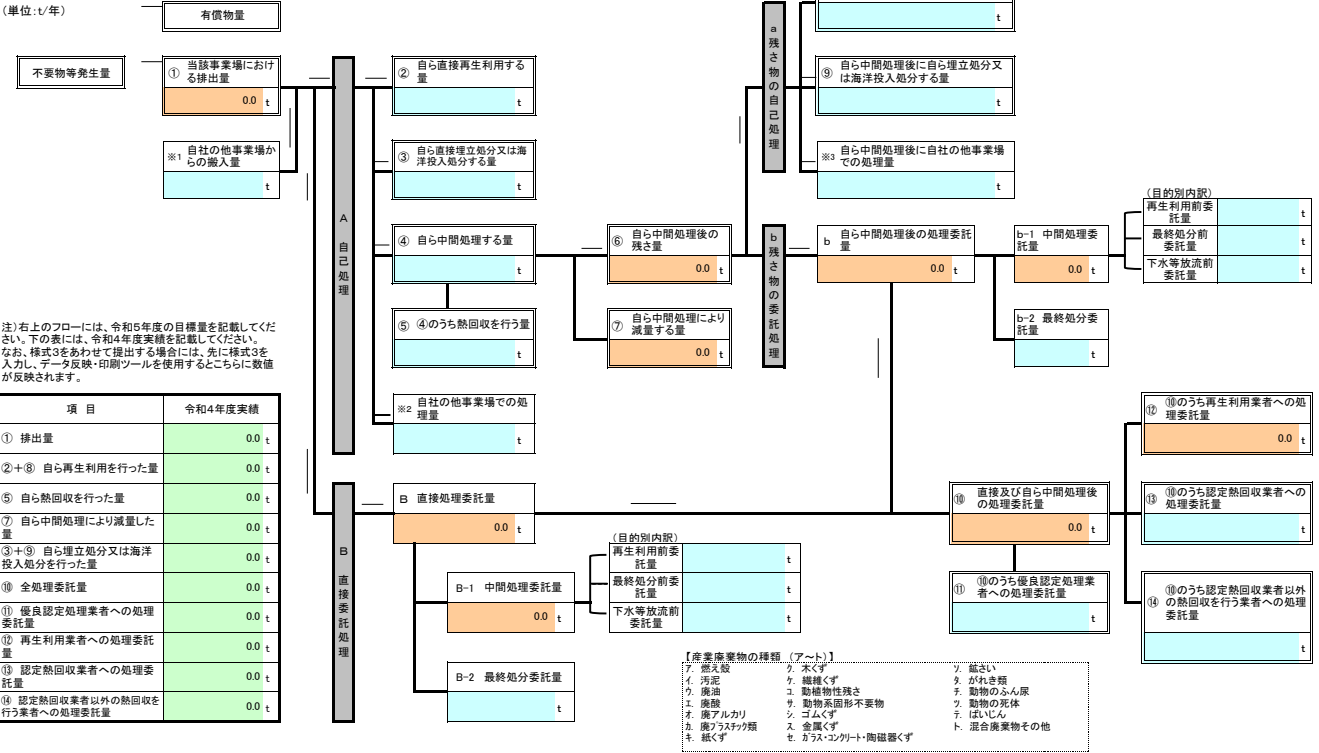 (単位:t/年)
有償物量
t
不要物等発生量
① 当該事業場におけ
る排出量
0.0 t
※1 自社の他事業場か
らの搬入量
t
A 自己処理
② 自ら直接再生利用する
量
t
③ 自ら直接埋立処分又は海
洋投入処分する量
t
④ 自ら中間処理する量
t
⑤ ④のうち熱回収を行う量
t
※2 自社の他事業場での処
理量
t
⑥ 自ら中間処理後の
残さ量
0.0 t
⑦ 自ら中間処理により
減量する量
0.0 t
a 残さ物の自己処理
⑨ 自ら中間処理後に自ら埋立処分又
は海洋投入処分する量
t
※3 自ら中間処理後に自社の他事業場
での処理量
t
b 残さ物の委託処理
b 自ら中間処理後の処理委託
量
0.0 t
b-1 中間処理委
託量
0.0 t
(目的別内訳)
再生利用前委
託量
t
最終処分前
委託量
t
下水等放流前
委託量
t
b-2 最終処分委
託量
t
注)右上のフローには、令和5年度の目標量を記載してくだ
さい。下の表には、令和4年度実績を記載してください。
なお、様式3をあわせて提出する場合には、先に様式3を
入力し、データ反映・印刷ツールを使用するとこちらに数値
が反映されます。
項 目 令和4年度実績
① 排出量 0.0 t
②+⑧ 自ら再生利用を行った量 0.0 t
⑤ 自ら熱回収を行った量 0.0 t
⑦ 自ら中間処理により減量した
量 0.0 t
③+⑨ 自ら埋立処分又は海洋
投入処分を行った量 0.0 t
⑩ 全処理委託量 0.0 t
⑪ 優良認定処理業者への処理
委託量 0.0 t
⑫ 再生利用業者への処理委託
量 0.0 t
⑬ 認定熱回収業者への処理委
託量 0.0 t
⑭ 認定熱回収業者以外の熱回収を
行う業者への処理委託量 0.0 t
B 直接委託処理
B 直接処理委託量
0.0 t
B-1 中間処理委託量
0.0 t
(目的別内訳)
再生利用前委
託量
t
最終処分前委
託量
t
下水等放流前
委託量
t
B-2 最終処分委託量
t
⑩ 直接及び自ら中間処理後
の処理委託量
0.0 t
⑪ ⑩のうち優良認定処理業
者への処理委託量
t
⑫ ⑩のうち再生利用業者への処
理委託量
0.0 t
⑬ ⑩のうち認定熱回収業者への
処理委託量
t
⑭ ⑩のうち認定熱回収業者以外
の熱回収を行う業者への処理
委託量
t
【産業廃棄物の種類 (ア~ト)】
ア. 燃え殻 ケ. 木くず ソ. 鉱さい
イ. 汚泥 ケ. 繊維くず タ. がれき類
ウ. 廃油 コ. 動植物性残さ チ. 動物のふん尿
エ. 廃酸 サ. 動物系固形不要物 ツ. 動物の死体
オ. 廃アルカリ シ. ゴムくず テ. ばいじん
カ. 廃プラスチック類 ス. 金属くず ト. 混合廃棄物その他
キ. 紙くず セ. ガラス・コンクリート・陶磁器くず